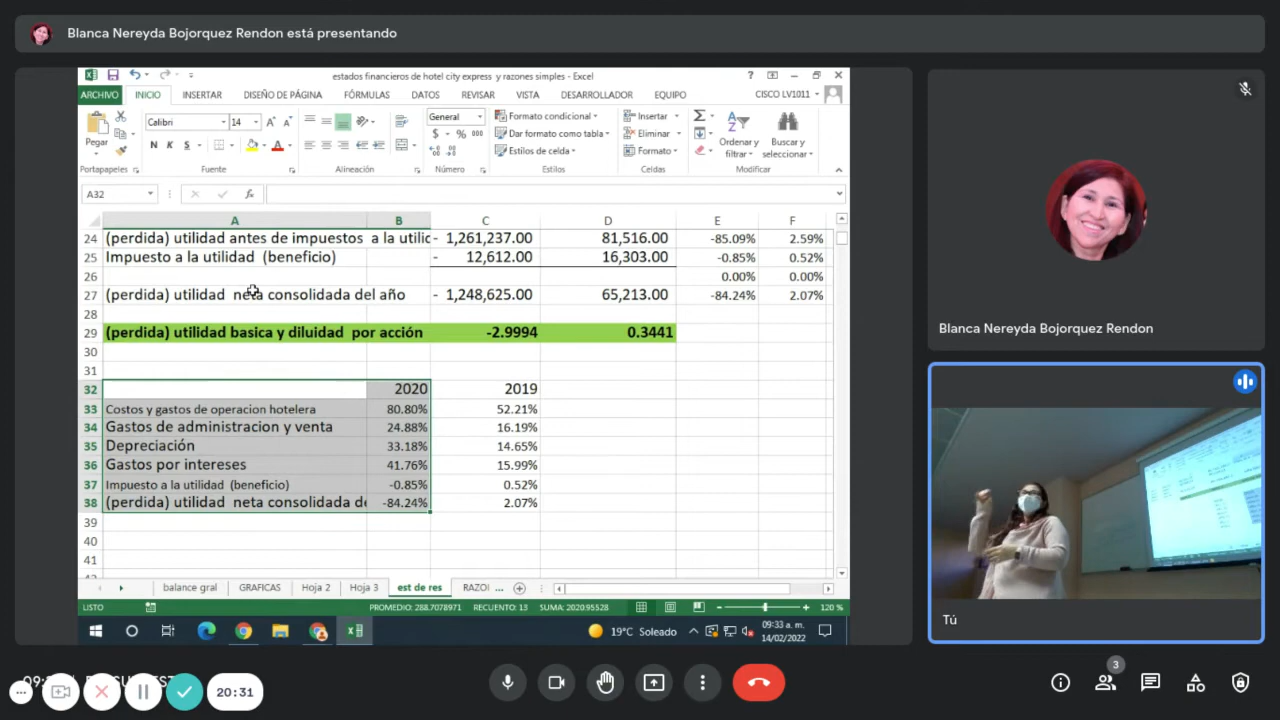 Blanca Nereyda Bojorquez Rendon está presentando
estados financieros de hotel city express y razones simples - Excel
ARCHIVO INICIO INSERTAR DISEÑO DE PÁGINA FÓRMULAS DATOS REVISAR VISTA DESARROLLADOR EQUIPO CISCO LV1011
Calibri 14 General Formato condicional Insertar
Dar formato como tabla Eliminar
Pegar N K S $ % 000 Estilos de celda Formato Ordenar y filtrar Buscar y seleccionar
Portapapeles Fuente Alineación Número Estilos Celdas Modificar
A32 fx
A B C D E F
24 (perdida) utilidad antes de impuestos a la utilic - 1,261,237.00 81,516.00 -85.09% 2.59%
25 Impuesto a la utilidad (beneficio) - 12,612.00 16,303.00 -0.85% 0.52%
26 0.00% 0.00%
27 (perdida) utilidad neta consolidada del año - 1,248,625.00 65,213.00 -84.24% 2.07%
28
29 (perdida) utilidad basica y diluidad por acción -2.9994 0.3441
30
31
32 2020 2019
33 Costos y gastos de operacion hotelera 80.80% 52.21%
34 Gastos de administracion y venta 24.88% 16.19%
35 Depreciación 33.18% 14.65%
36 Gastos por intereses 41.76% 15.99%
37 Impuesto a la utilidad (beneficio) -0.85% 0.52%
38 (perdida) utilidad neta consolidada de -84.24% 2.07%
39
40
41
balance gral GRAFICAS Hoja 2 Hoja 3 est de res RAZOI ...
LISTO PROMEDIO: 288.7078971 RECUENTO: 13 SUMA: 2020.95528 120 %
19°C Soleado 09:33 a. m.
14/02/2022
Blanca Nereyda Bojorquez Rendon
Tú
20:31
3